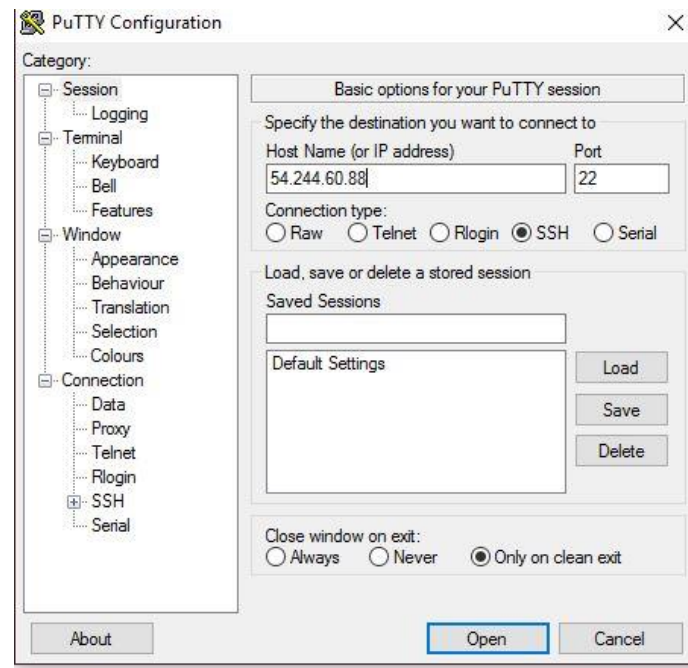 PuTTY Configuration
Category:
Session
Logging
Terminal
Keyboard
Bell
Features
Window
Appearance
Behaviour
Translation
Selection
Colours
Connection
Data
Proxy
Telnet
Rlogin
SSH
Serial
Basic options for your PuTTY session
Specify the destination you want to connect to
Host Name (or IP address) Port
54.244.60.88 22
Connection type:
Raw Telnet Rlogin SSH Serial
Load, save or delete a stored session
Saved Sessions
Default Settings
Load
Save
Delete
Close window on exit:
Always Never Only on clean exit
About Open Cancel